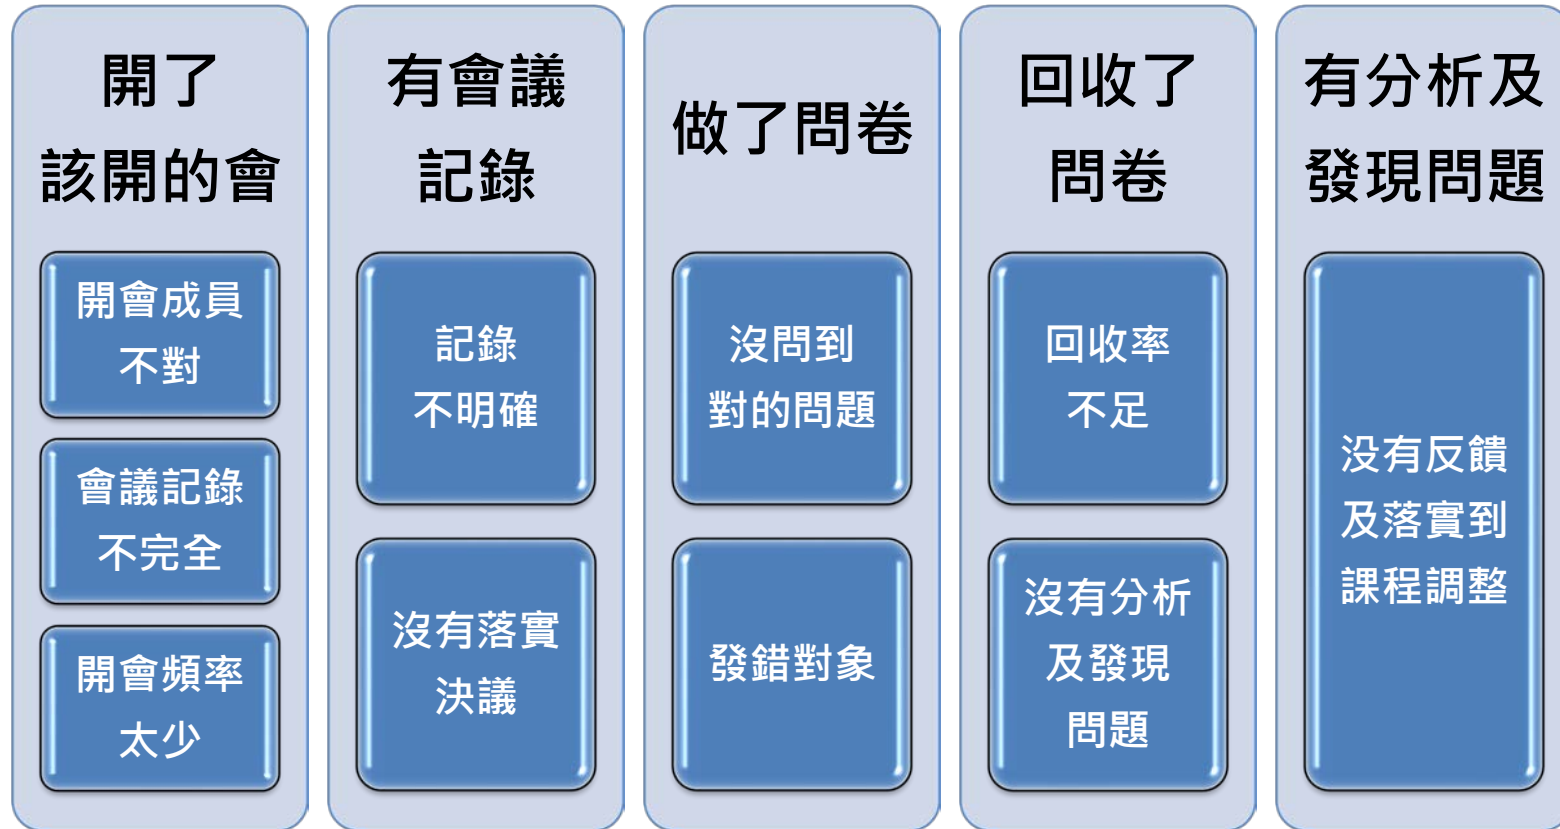 開了
該開的會
開會成員
不對
會議記錄
不完全
開會頻率
太少
有會議
記錄
記錄
不明確
沒有落實
決議
做了問卷
沒問到
對的問題
發錯對象
回收了
問卷
回收率
不足
沒有分析
及發現
問題
有分析及
發現問題
没有反饋
及落實到
課程調整